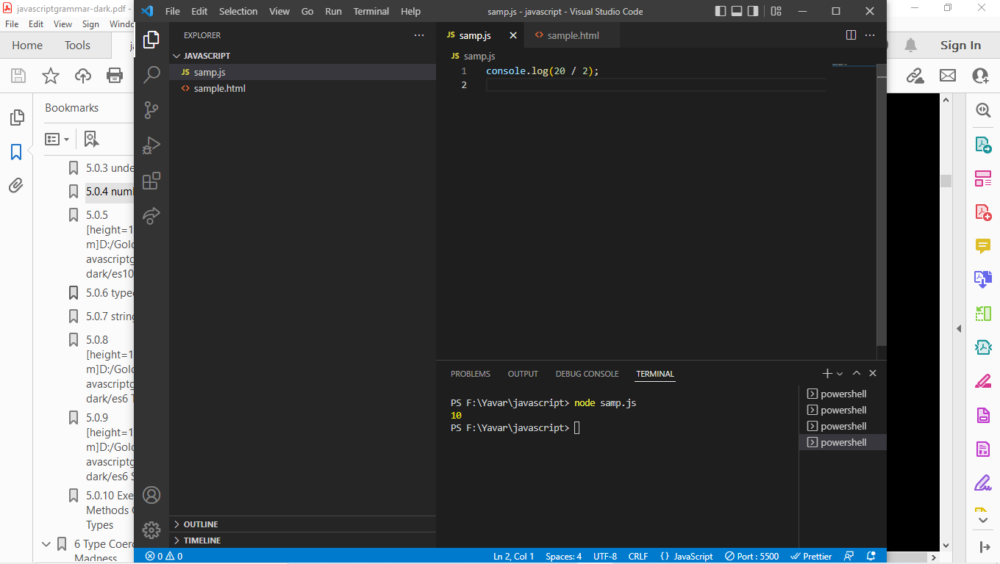 javascriptgrammar-dark.pdf -
File Edit View Sign Windo
Home Tools
Bookmarks
5.0.3 unde
5.0.4 num
5.0.5
[height=1
m]D:/Gold
avascriptg
dark/es10
5.0.6 type
5.0.7 string
5.0.8
[height=1
m]D:/Gold
avascriptg
dark/es6 T
5.0.9
[height=1
m]D:/Gold
avascriptg
dark/es6 S
5.0.10 Exe
Methods
Types
6 Type Coerc
Madness
File Edit Selection View Go Run Terminal Help
samp.js - javascript - Visual Studio Code
EXPLORER
JAVASCRIPT
JS samp.js
<> sample.html
OUTLINE
TIMELINE
JS samp.js <> sample.html
JS samp.js
1 console.log(20 / 2);
2
PROBLEMS OUTPUT DEBUG CONSOLE TERMINAL
PS F:\Yavar\javascript> node samp.js
10
PS F:\Yavar\javascript>
powershell
powershell
powershell
powershell
0 0 Ln 2, Col 1 Spaces: 4 UTF-8 CRLF {} JavaScript Port : 5500 Prettier
Sign In